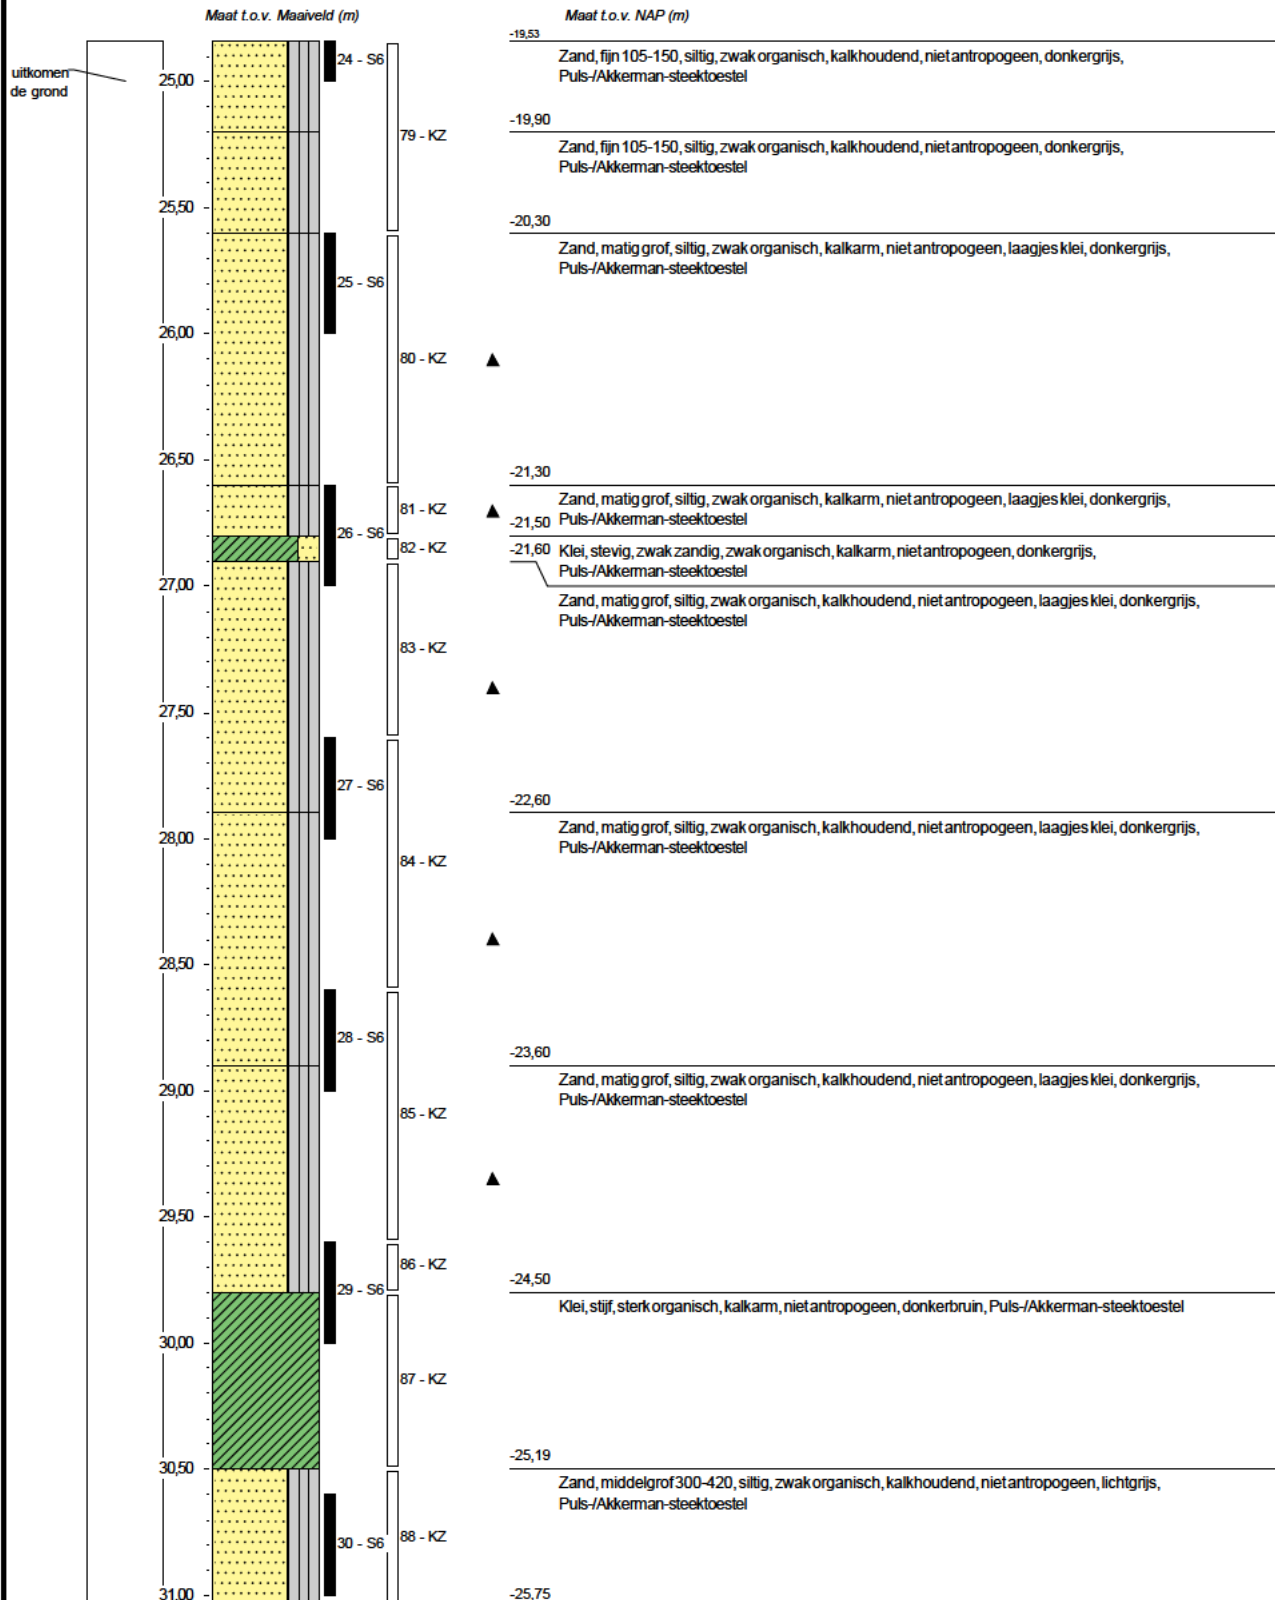 Maat t.o.v. Maaiveld (m)
Maat t.o.v. NAP (m)
uitkomen
de grond
25,00
25,50
26,00
26,50
27,00
27,50
28,00
28,50
29,00
29,50
30,00
30,50
31,00
24 - S6
25 - S6
26 - S6
27 - S6
28 - S6
29 - S6
30 - S6
79 - KZ
80 - KZ
81 - KZ
82 - KZ
83 - KZ
84 - KZ
85 - KZ
86 - KZ
87 - KZ
88 - KZ
-19,53
Zand, fijn 105-150, siltig, zwak organisch, kalkhoudend, niet antropogeen, donkergrijs,
Puls-/Akkerman-steektoestel
-19,90
Zand, fijn 105-150, siltig, zwak organisch, kalkhoudend, niet antropogeen, donkergrijs,
Puls-/Akkerman-steektoestel
-20,30
Zand, matig grof, siltig, zwak organisch, kalkarm, niet antropogeen, laagjes klei, donkergrijs,
Puls-/Akkerman-steektoestel
-21,30
Zand, matig grof, siltig, zwak organisch, kalkarm, niet antropogeen, laagjes klei, donkergrijs,
Puls-/Akkerman-steektoestel
-21,50
-21,60
Klei, stevig, zwak zandig, zwak organisch, kalkarm, niet antropogeen, donkergrijs,
Puls-/Akkerman-steektoestel
Zand, matig grof, siltig, zwak organisch, kalkhoudend, niet antropogeen, laagjes klei, donkergrijs,
Puls-/Akkerman-steektoestel
-22,60
Zand, matig grof, siltig, zwak organisch, kalkhoudend, niet antropogeen, laagjes klei, donkergrijs,
Puls-/Akkerman-steektoestel
-23,60
Zand, matig grof, siltig, zwak organisch, kalkhoudend, niet antropogeen, laagjes klei, donkergrijs,
Puls-/Akkerman-steektoestel
-24,50
Klei, stijf, sterk organisch, kalkarm, niet antropogeen, donkerbruin, Puls-/Akkerman-steektoestel
-25,19
Zand, middelgrof 300-420, siltig, zwak organisch, kalkhoudend, niet antropogeen, lichtgrijs,
Puls-/Akkerman-steektoestel
-25,75